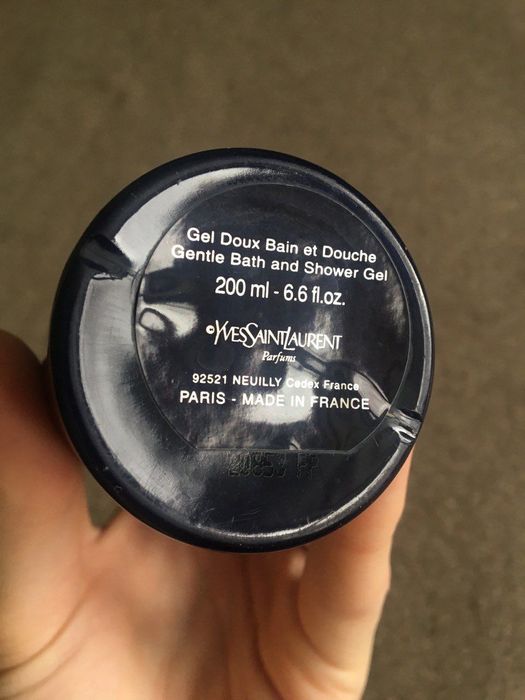 Gel Doux Bain et Douche
Gentle Bath and Shower Gel
200 ml - 6.6 fl.oz.
©YVESSAINTLAURENT
Parfums
92521 NEUILLY Cedex France
PARIS - MADE IN FRANCE